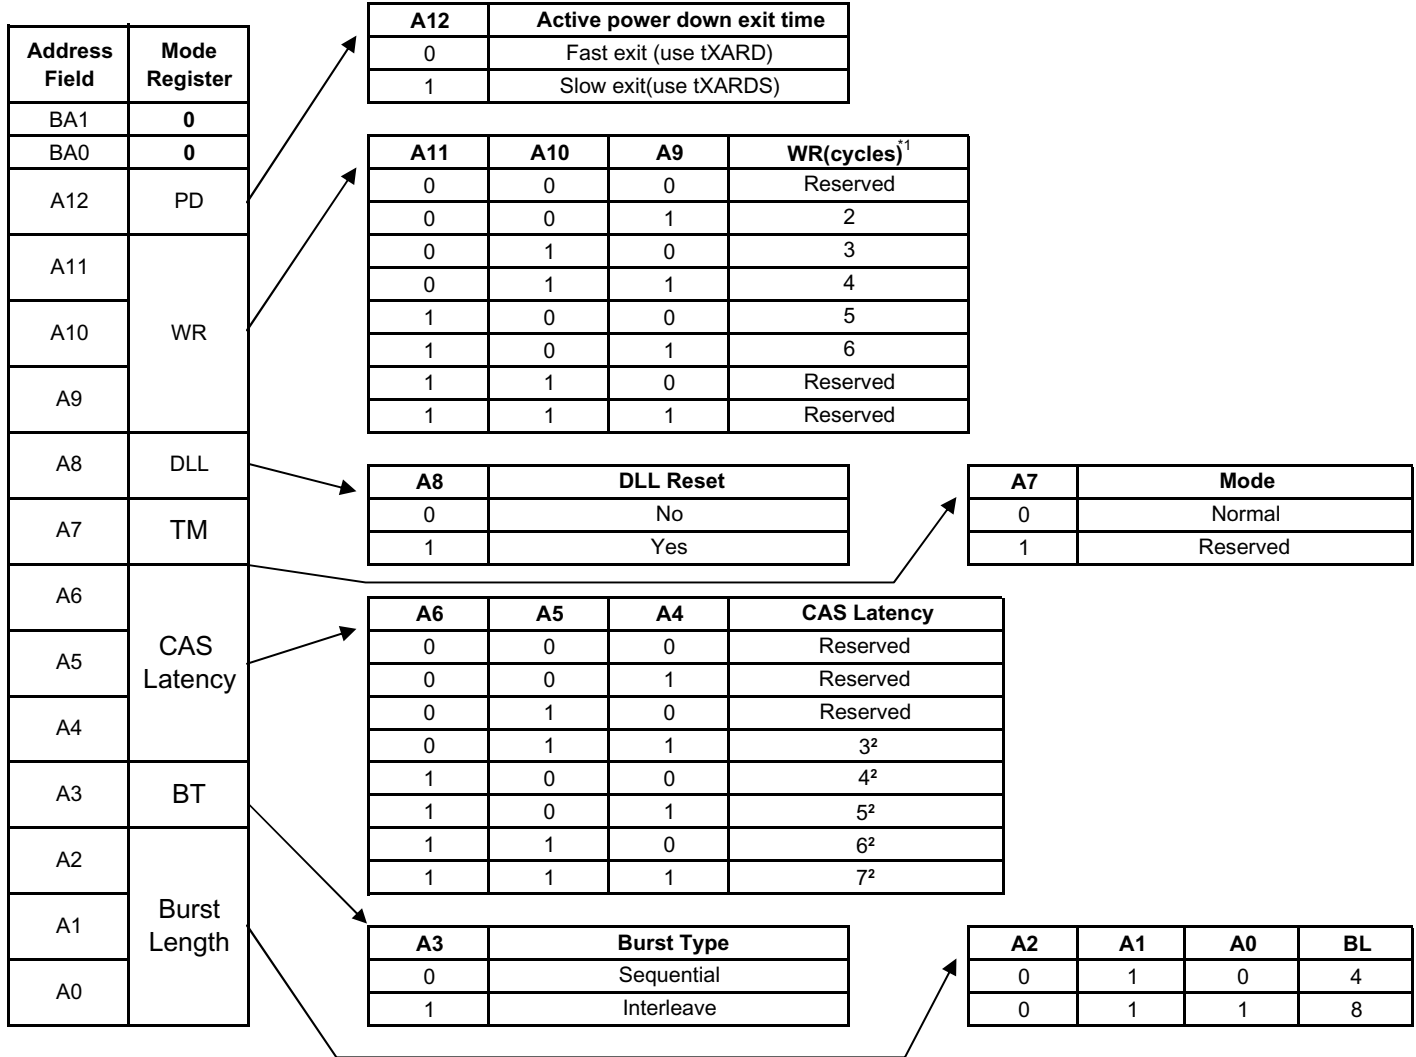 Address Field Mode Register
BA1 0
BA0 0
A12 PD
A11
A10 WR
A9
A8 DLL
A7 TM
A6
A5 CAS Latency
A4
A3 BT
A2
A1 Burst Length
A0
A12 Active power down exit time
0 Fast exit (use tXARD)
1 Slow exit(use tXARDS)
A11 A10 A9 WR(cycles)*1
0 0 0 Reserved
0 0 1 2
0 1 0 3
0 1 1 4
1 0 0 5
1 0 1 6
1 1 0 Reserved
1 1 1 Reserved
A8 DLL Reset
0 No
1 Yes
A7 Mode
0 Normal
1 Reserved
A6 A5 A4 CAS Latency
0 0 0 Reserved
0 0 1 Reserved
0 1 0 Reserved
0 1 1 3²
1 0 0 4²
1 0 1 5²
1 1 0 6²
1 1 1 7²
A3 Burst Type
0 Sequential
1 Interleave
A2 A1 A0 BL
0 1 0 4
0 1 1 8